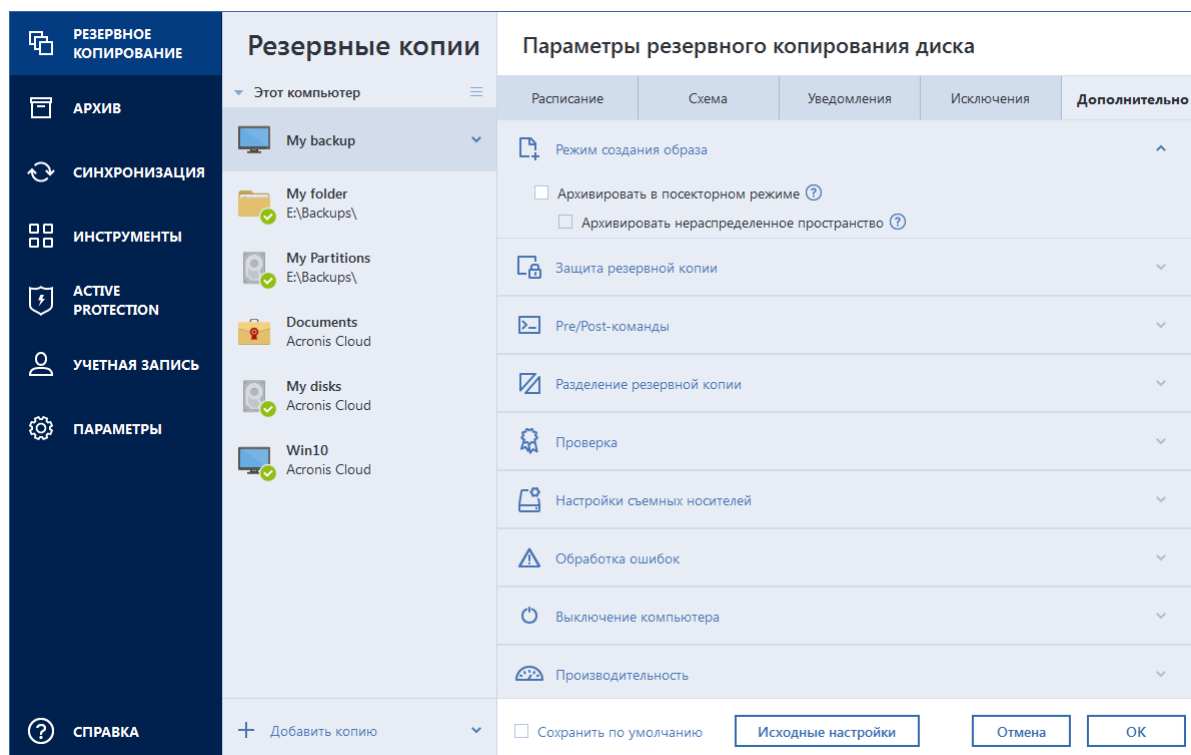 РЕЗЕРВНОЕ
КОПИРОВАНИЕ
АРХИВ
СИНХРОНИЗАЦИЯ
ИНСТРУМЕНТЫ
ACTIVE
PROTECTION
УЧЕТНАЯ ЗАПИСЬ
ПАРАМЕТРЫ
СПРАВКА
Резервные копии
Этот компьютер
My backup
My folder
E:\Backups\
My Partitions
E:\Backups\
Documents
Acronis Cloud
My disks
Acronis Cloud
Win10
Acronis Cloud
Добавить копию
Параметры резервного копирования диска
Расписание Схема Уведомления Исключения Дополнительно
Режим создания образа
Архивировать в посекторном режиме ?
Архивировать нераспределенное пространство ?
Защита резервной копии
Pre/Post-команды
Разделение резервной копии
Проверка
Настройки съемных носителей
Обработка ошибок
Выключение компьютера
Производительность
Сохранить по умолчанию Исходные настройки Отмена OK